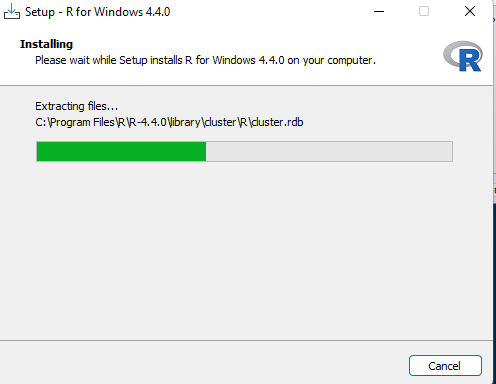 Setup - R for Windows 4.4.0
Installing
Please wait while Setup installs R for Windows 4.4.0 on your computer.
R
Extracting files...
C:\Program Files\R\R-4.4.0\library\cluster\R\cluster.rdb
Cancel